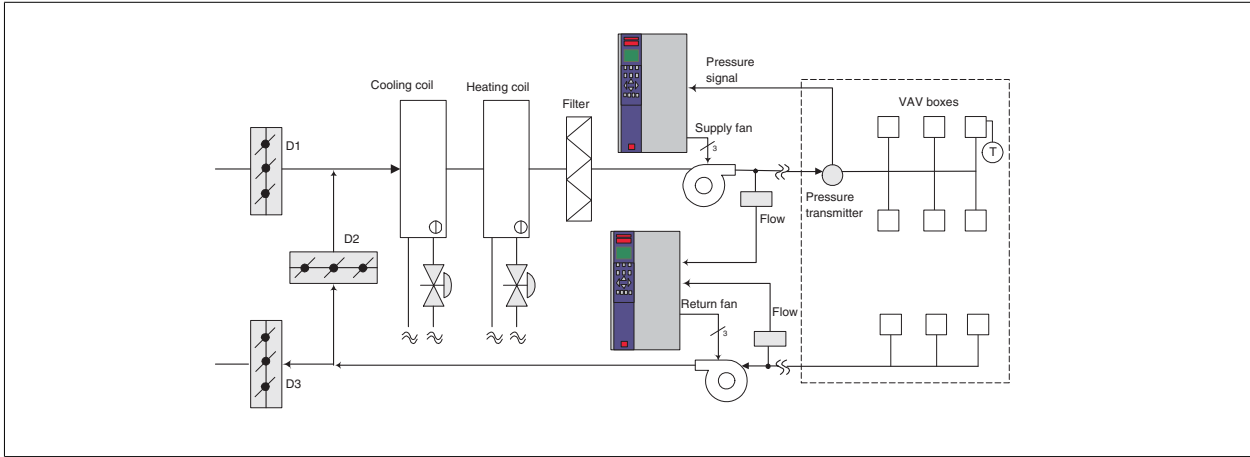 Pressure
signal
Cooling coil
Heating coil
Filter
VAV boxes
Supply fan
3
D1
T
Pressure
transmitter
Flow
D2
Return fan
Flow
3
D3